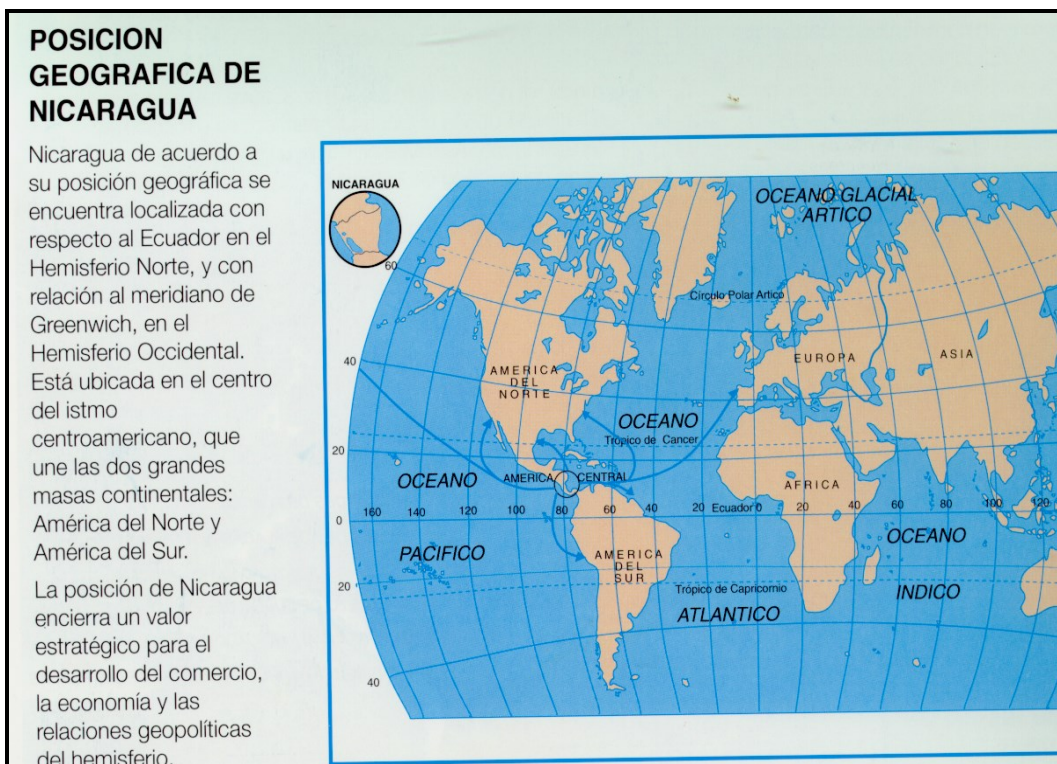 POSICION
GEOGRAFICA DE
NICARAGUA
Nicaragua de acuerdo a
su posición geográfica se
encuentra localizada con
respecto al Ecuador en el
Hemisferio Norte, y con
relación al meridiano de
Greenwich, en el
Hemisferio Occidental.
Está ubicada en el centro
del istmo
centroamericano, que
une las dos grandes
masas continentales:
América del Norte y
América del Sur.
La posición de Nicaragua
encierra un valor
estratégico para el
desarrollo del comercio,
la economía y las
relaciones geopolíticas
del hemisferio.
NICARAGUA
OCEANO GLACIAL
ARTICO
60
Círculo Polar Artico
40
AMERICA
DEL
NORTE
EUROPA
ASIA
OCEANO
Trópico de Cancer
20
OCEANO
AMERICA
CENTRAL
AFRICA
0
160
140
120
100
80
60
40
20
Ecuador
0
20
40
60
80
100
120
PACIFICO
AMERICA
DEL
SUR
OCEANO
20
Trópico de Capricornio
INDICO
ATLANTICO
40